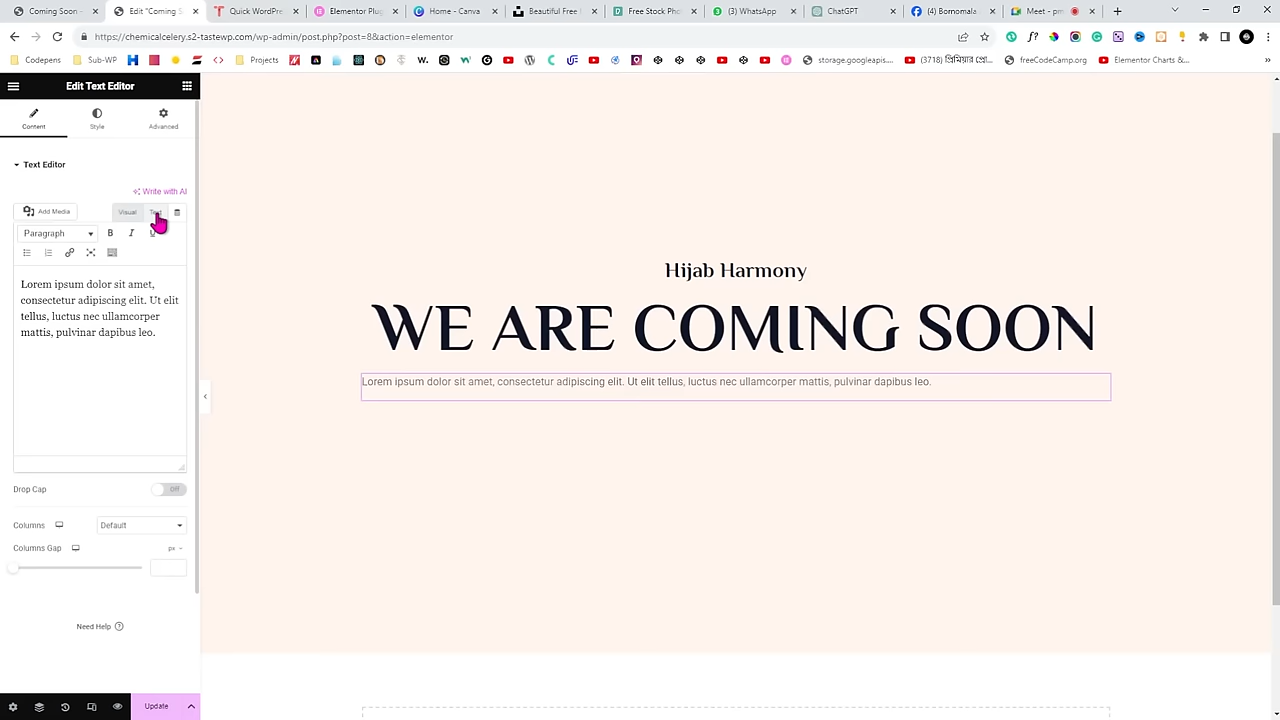 Edit "Coming S
Quick WordPre
Elementor Plug
Home - Canva
Beautiful Free
Free Stock Pho
(3) WhatsApp
ChatGPT
(4) Bornomala
Meet - pm
https://chemicalcelery.s2-tastewp.com/wp-admin/post.php?post=8&action=elementor
Codepens
Sub-WP
Projects
storage.googleapis....
freeCodeCamp.org
Elementor Charts &...
Edit Text Editor
Content
Style
Advanced
Text Editor
Write with AI
Add Media
Visual
Text
Paragraph
B I U
Lorem ipsum dolor sit amet,
consectetur adipiscing elit. Ut elit
tellus, luctus nec ullamcorper
mattis, pulvinar dapibus leo.
Drop Cap
Off
Columns
Default
Columns Gap
px
Need Help
Update
Hijab Harmony
WE ARE COMING SOON
Lorem ipsum dolor sit amet, consectetur adipiscing elit. Ut elit tellus, luctus nec ullamcorper mattis, pulvinar dapibus leo.